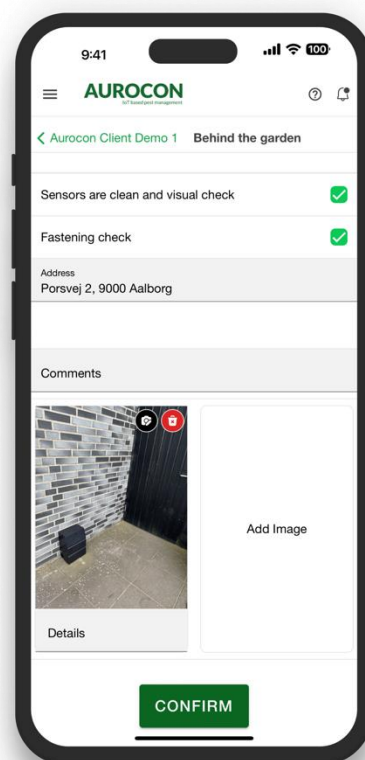 9:41
100
AUROCON
IoT based pest management
Aurocon Client Demo 1 Behind the garden
Sensors are clean and visual check
Fastening check
Address
Porsvej 2, 9000 Aalborg
Comments
Add Image
Details
CONFIRM